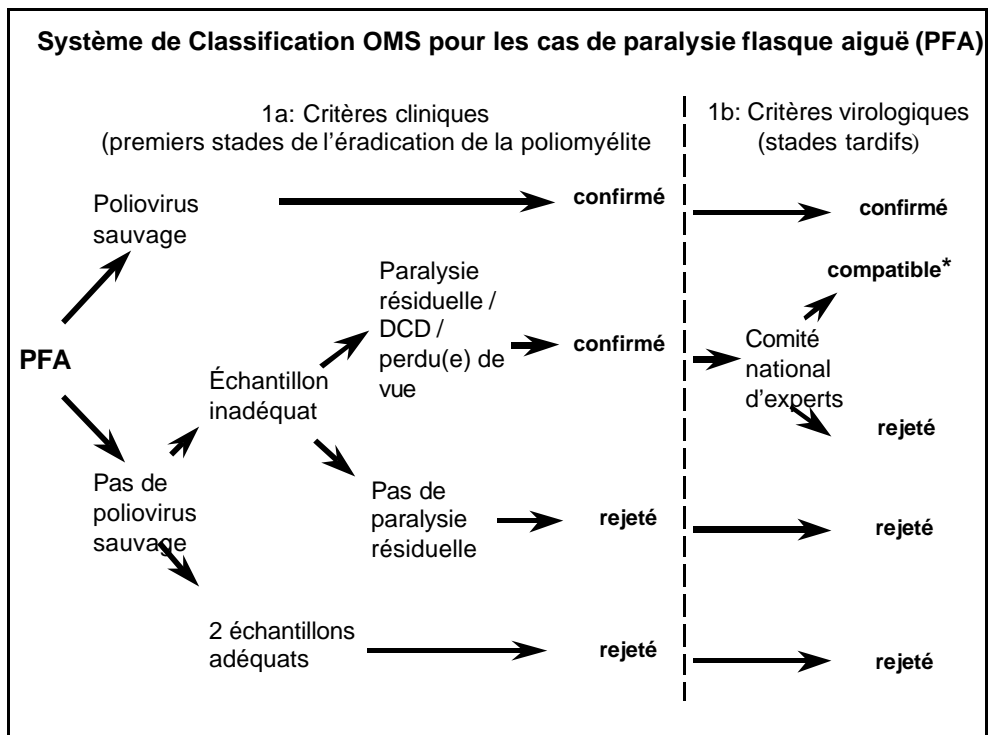 Système de Classification OMS pour les cas de paralysie flasque aiguë (PFA)
1a: Critères cliniques
(premiers stades de l'éradication de la poliomyélite
1b: Critères virologiques
(stades tardifs)
Poliovirus
sauvage
confirmé
confirmé
compatible*
Paralysie
résiduelle /
DCD /
perdu(e) de
vue
confirmé
Comité
national
d'experts
PFA
Échantillon
inadéquat
rejeté
Pas de
poliovirus
sauvage
Pas de
paralysie
résiduelle
rejeté
rejeté
2 échantillons
adéquats
rejeté
rejeté